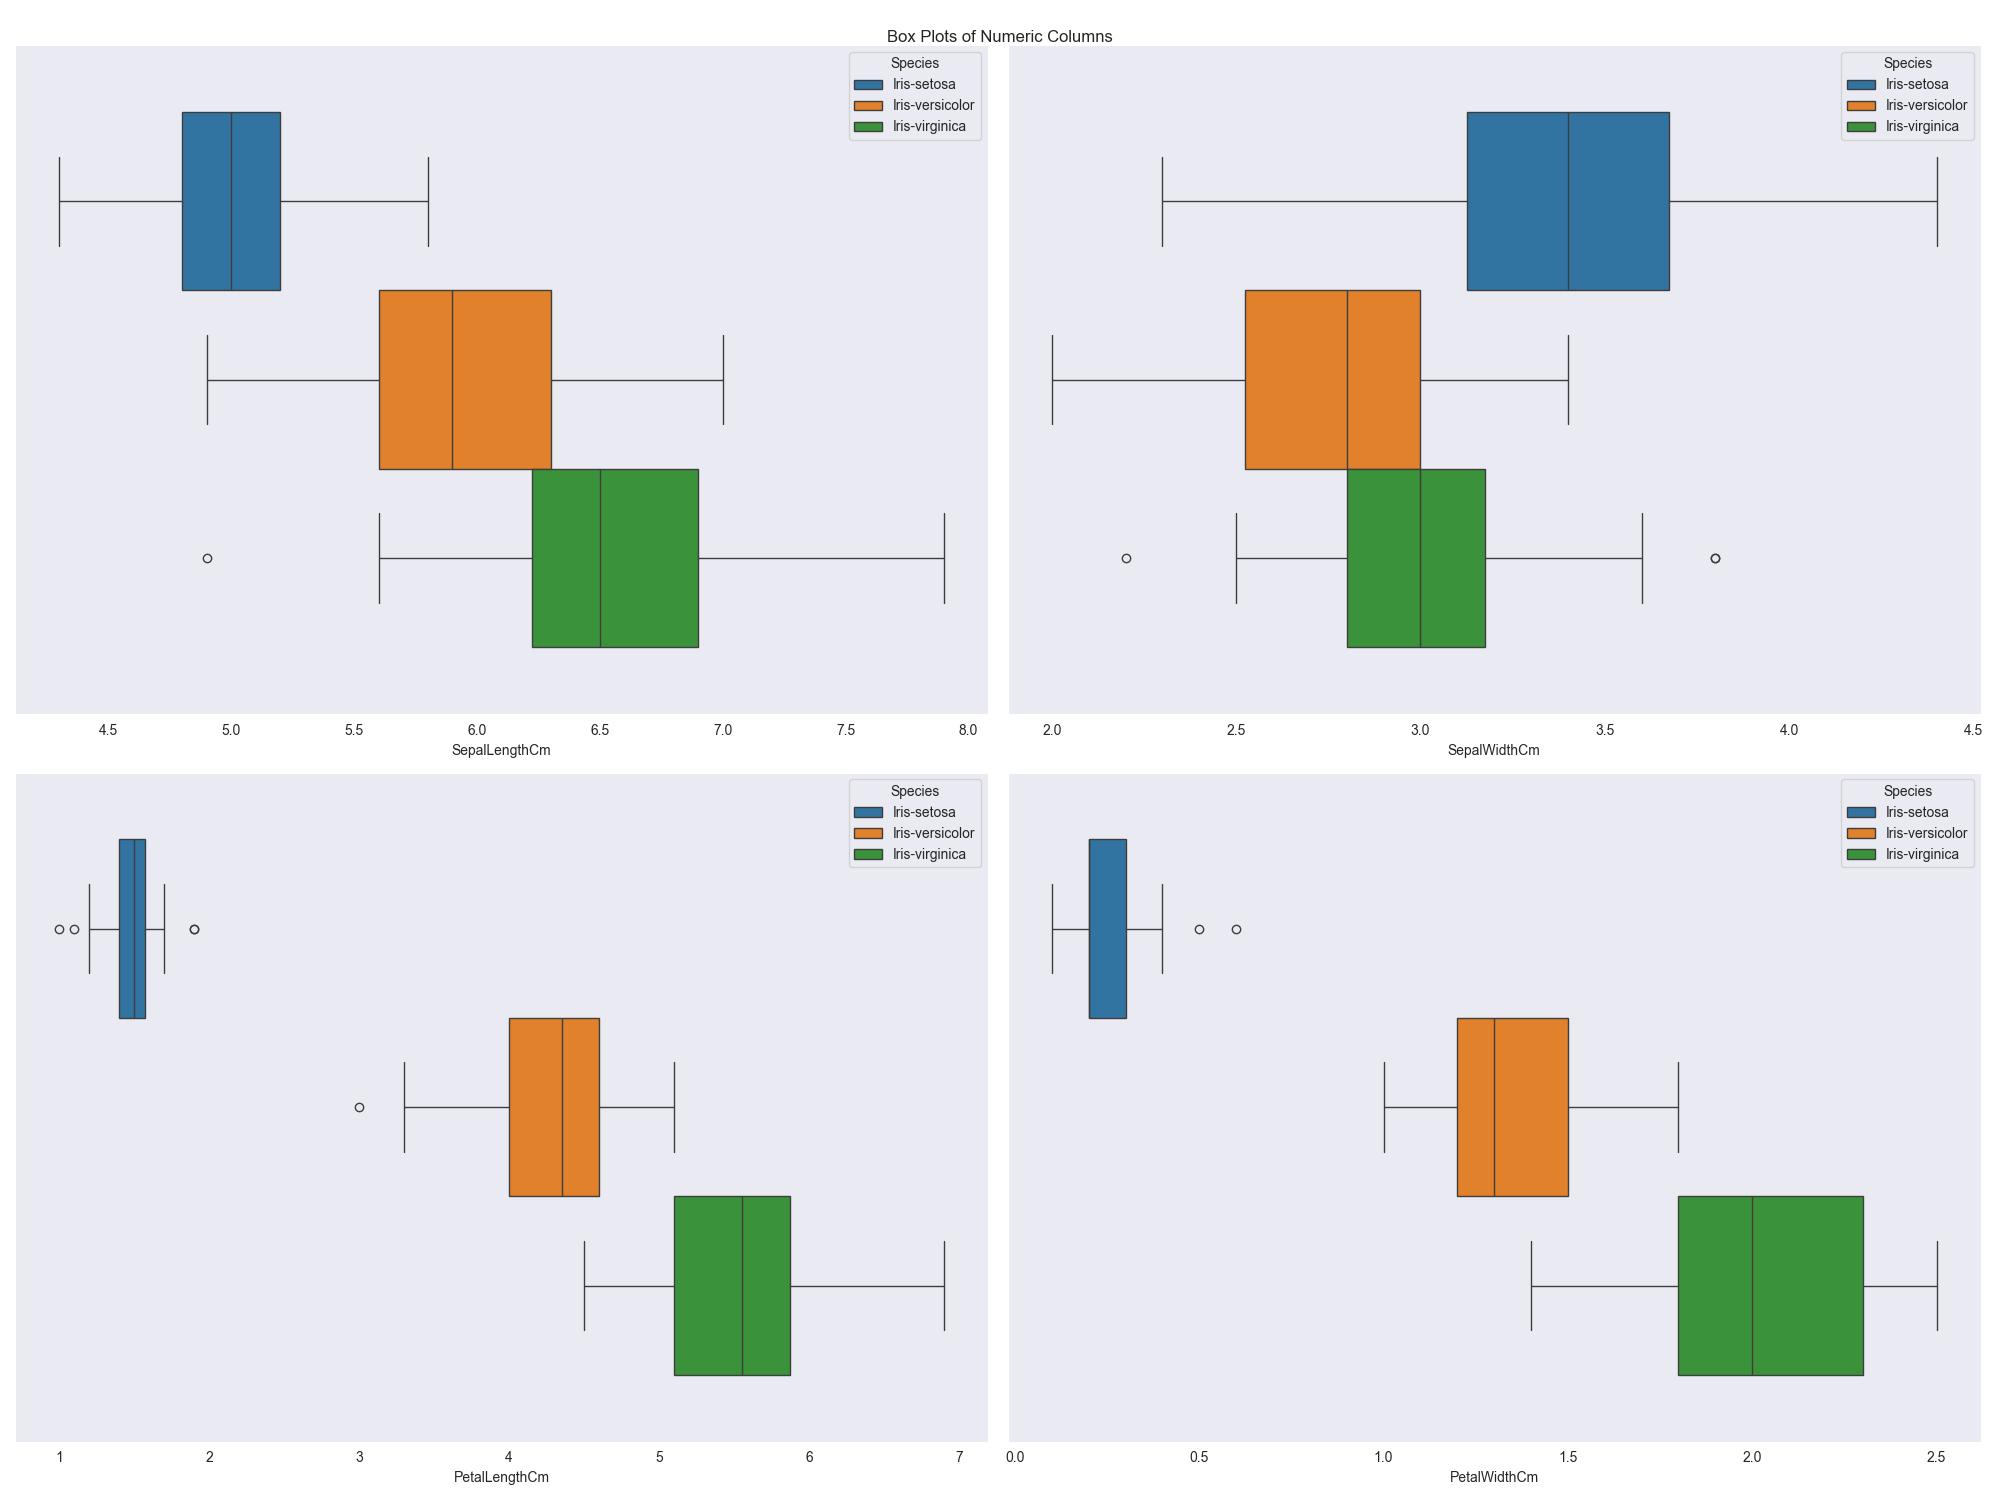 Box Plots of Numeric Columns
Species
Iris-setosa
Iris-versicolor
Iris-virginica
4.5 5.0 5.5 6.0 6.5 7.0 7.5 8.0
SepalLengthCm
Species
Iris-setosa
Iris-versicolor
Iris-virginica
2.0 2.5 3.0 3.5 4.0 4.5
SepalWidthCm
Species
Iris-setosa
Iris-versicolor
Iris-virginica
1 2 3 4 5 6 7
PetalLengthCm
Species
Iris-setosa
Iris-versicolor
Iris-virginica
0.0 0.5 1.0 1.5 2.0 2.5
PetalWidthCm